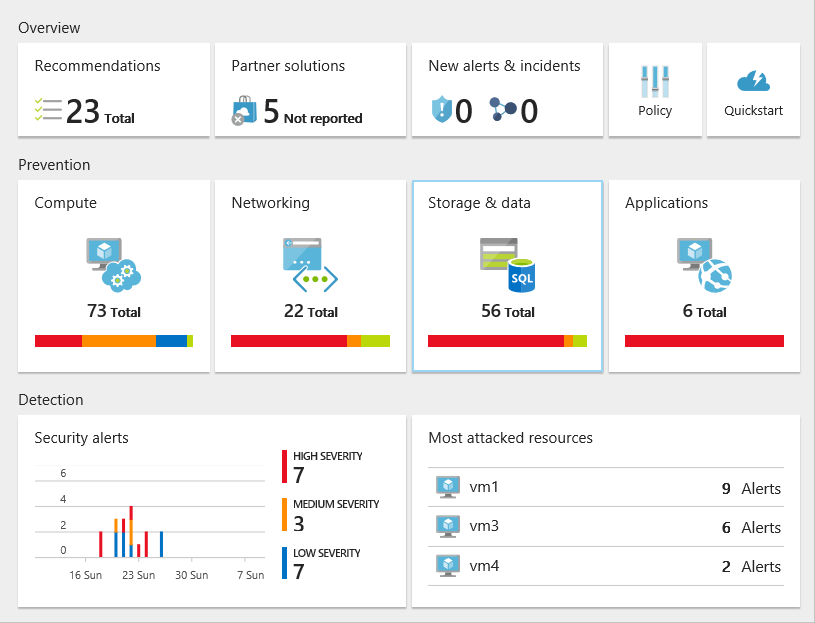 Overview
Recommendations
23 Total
Partner solutions
5 Not reported
New alerts & incidents
0 0
Policy
Quickstart
Prevention
Compute
73 Total
Networking
22 Total
Storage & data
SQL
56 Total
Applications
6 Total
Detection
Security alerts
6
4
2
0
16 Sun 23 Sun 30 Sun 7 Sun
HIGH SEVERITY
7
MEDIUM SEVERITY
3
LOW SEVERITY
7
Most attacked resources
vm1 9 Alerts
vm3 6 Alerts
vm4 2 Alerts